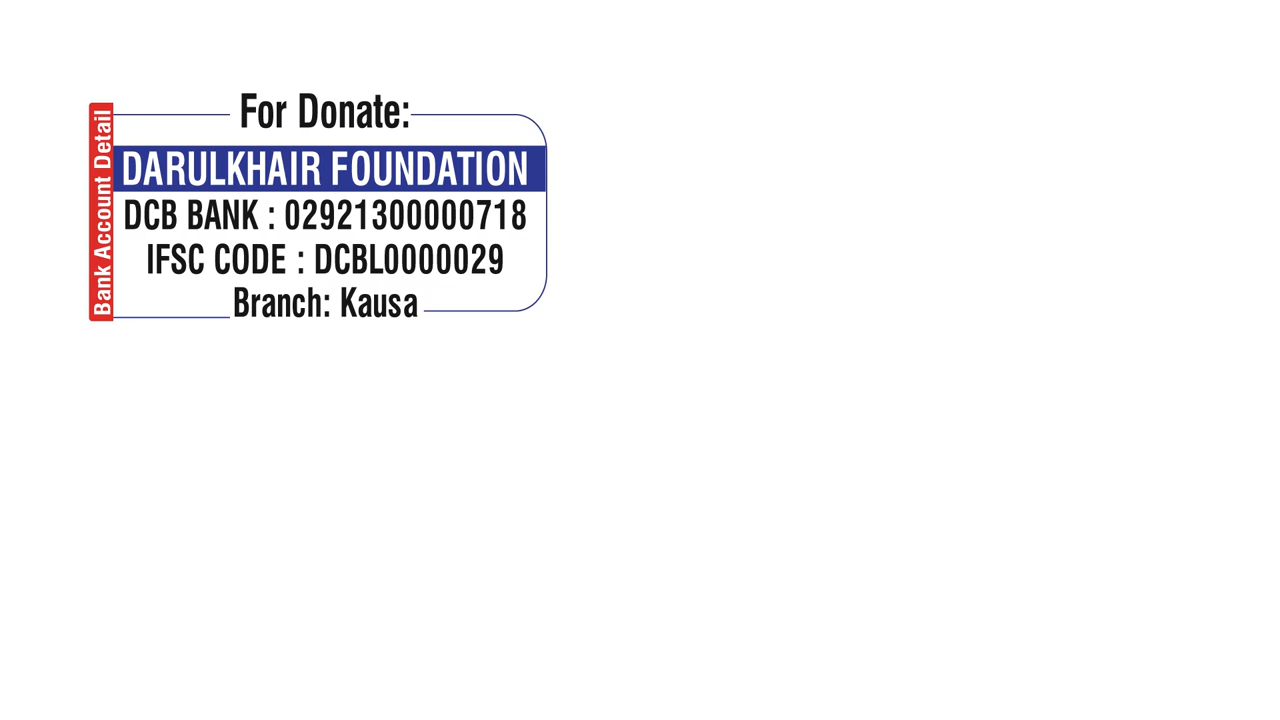 For Donate:
Bank Account Detail
DARULKHAIR FOUNDATION
DCB BANK : 02921300000718
IFSC CODE : DCBL0000029
Branch: Kausa